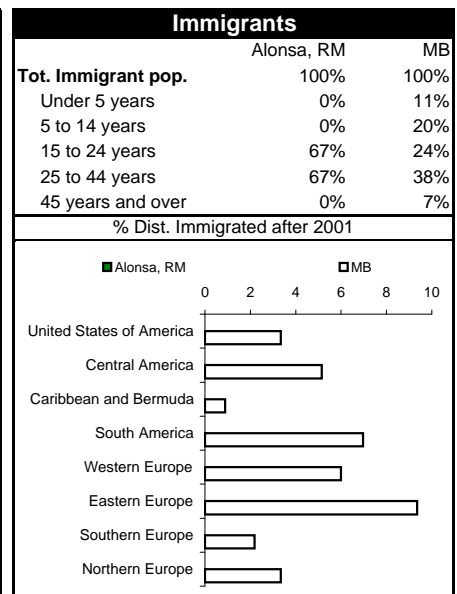 Immigrants
Alonsa, RM MB
Tot. Immigrant pop. 100% 100%
Under 5 years 0% 11%
5 to 14 years 0% 20%
15 to 24 years 67% 24%
25 to 44 years 67% 38%
45 years and over 0% 7%
% Dist. Immigrated after 2001
Alonsa, RM MB
0 2 4 6 8 10
United States of America
Central America
Caribbean and Bermuda
South America
Western Europe
Eastern Europe
Southern Europe
Northern Europe